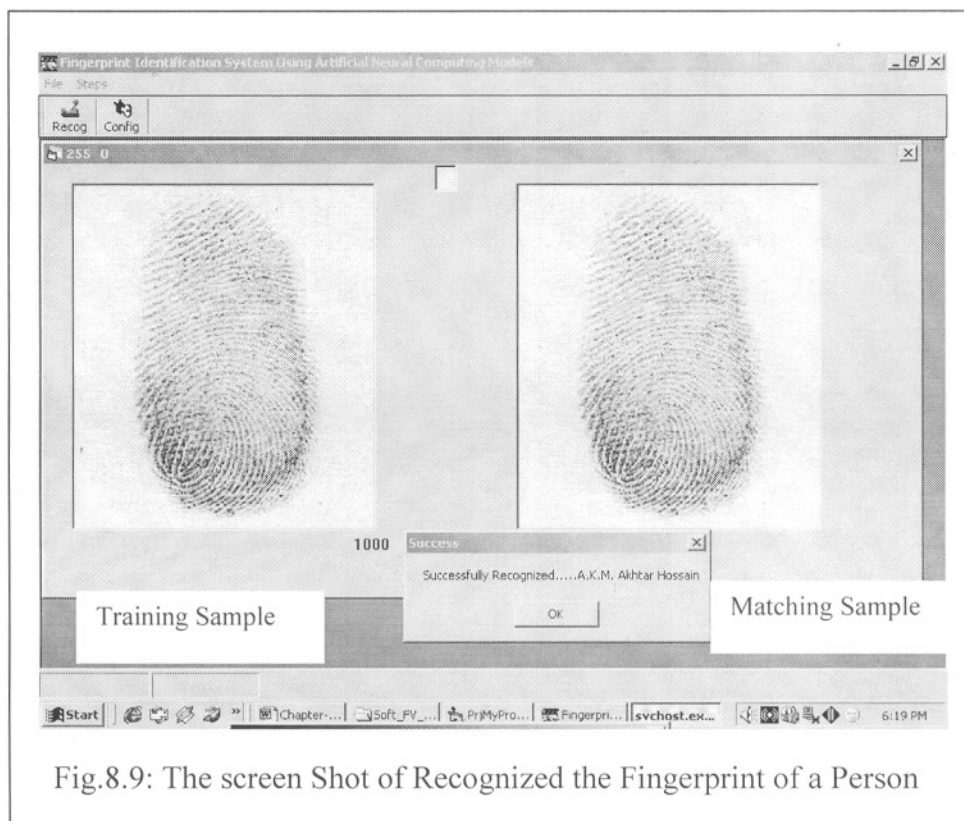 Fingerprint Identification System Using Artificial Neural Computing Models
File Steps
Recog Config
255 0
1000
Success
Successfully Recognized.....A.K.M. Akhtar Hossain
OK
Training Sample
Matching Sample
Start » Chapter-... Soft_FV_... PrjMyPro... Fingerpri... svchost.ex... 6:19 PM
Fig.8.9: The screen Shot of Recognized the Fingerprint of a Person